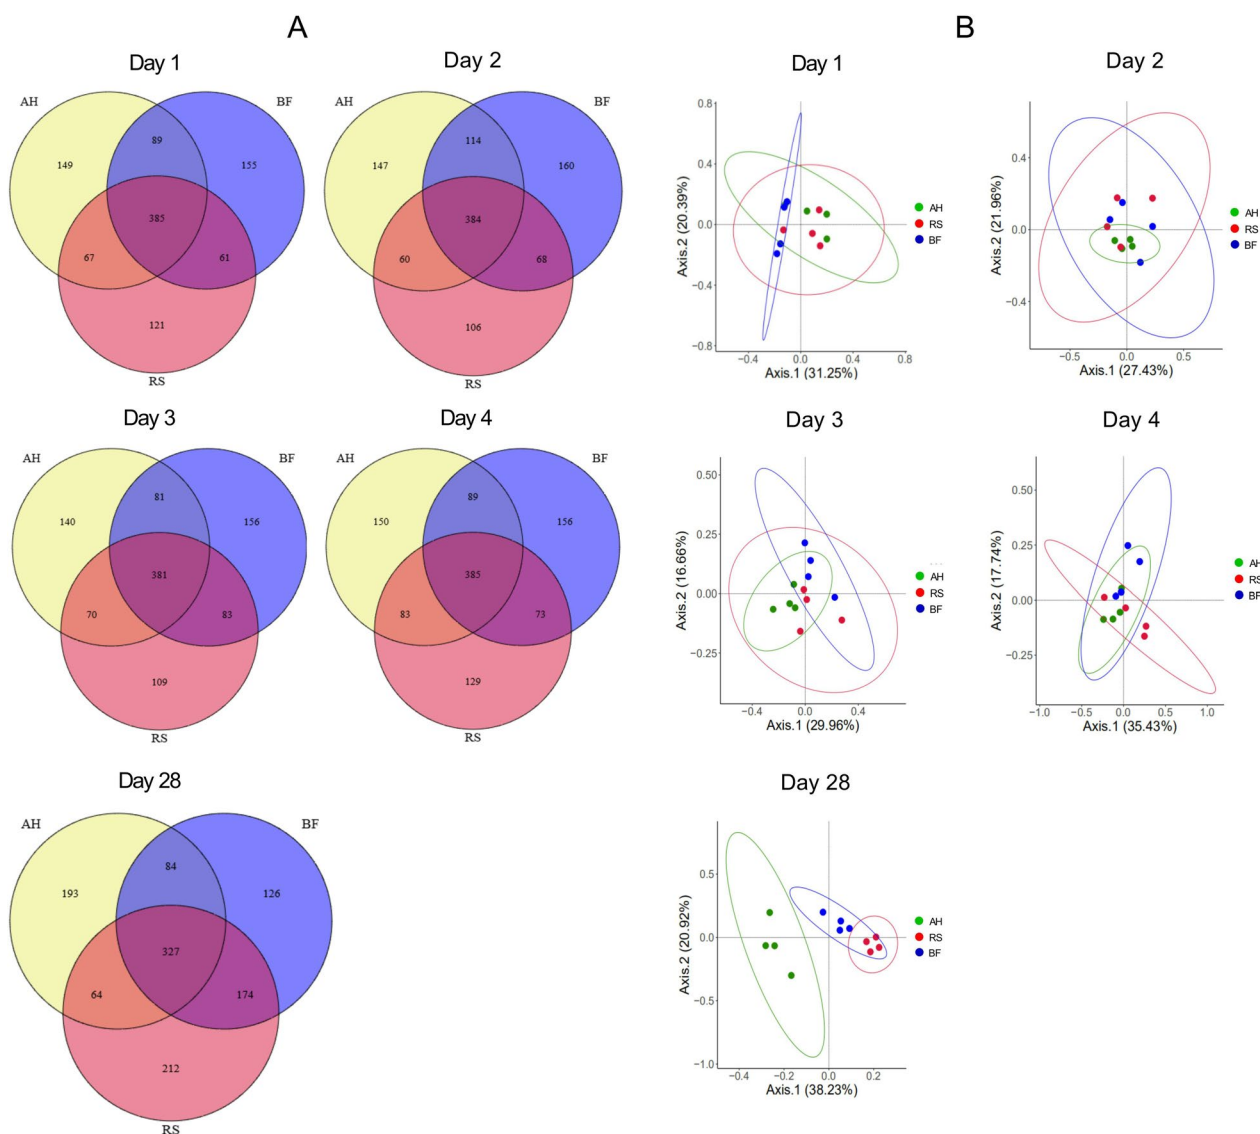 A
B
Day 1
AH
BF
149
89
155
385
67
61
121
RS
Day 2
AH
BF
147
114
160
384
60
68
106
RS
Day 1
0.8
0.4
0.0
−0.4
−0.8
−0.4
0.0
0.4
0.8
Axis.2 (20.39%)
Axis.1 (31.25%)
AH
RS
BF
Day 2
0.4
0.0
−0.4
−0.5
0.0
0.5
Axis.2 (21.96%)
Axis.1 (27.43%)
AH
RS
BF
Day 3
AH
BF
140
81
156
381
70
83
109
RS
Day 4
AH
BF
150
89
156
385
83
73
129
RS
Day 3
0.50
0.25
0.00
−0.25
−0.4
0.0
0.4
Axis.2 (16.66%)
Axis.1 (29.96%)
AH
RS
BF
Day 4
0.50
0.25
0.00
−0.25
−1.0
−0.5
0.0
0.5
1.0
Axis.2 (17.74%)
Axis.1 (35.43%)
AH
RS
BF
Day 28
AH
BF
193
84
126
327
64
174
212
RS
Day 28
0.5
0.0
−0.5
−1.0
−0.4
−0.2
0.0
0.2
Axis.2 (20.92%)
Axis.1 (38.23%)
AH
RS
BF